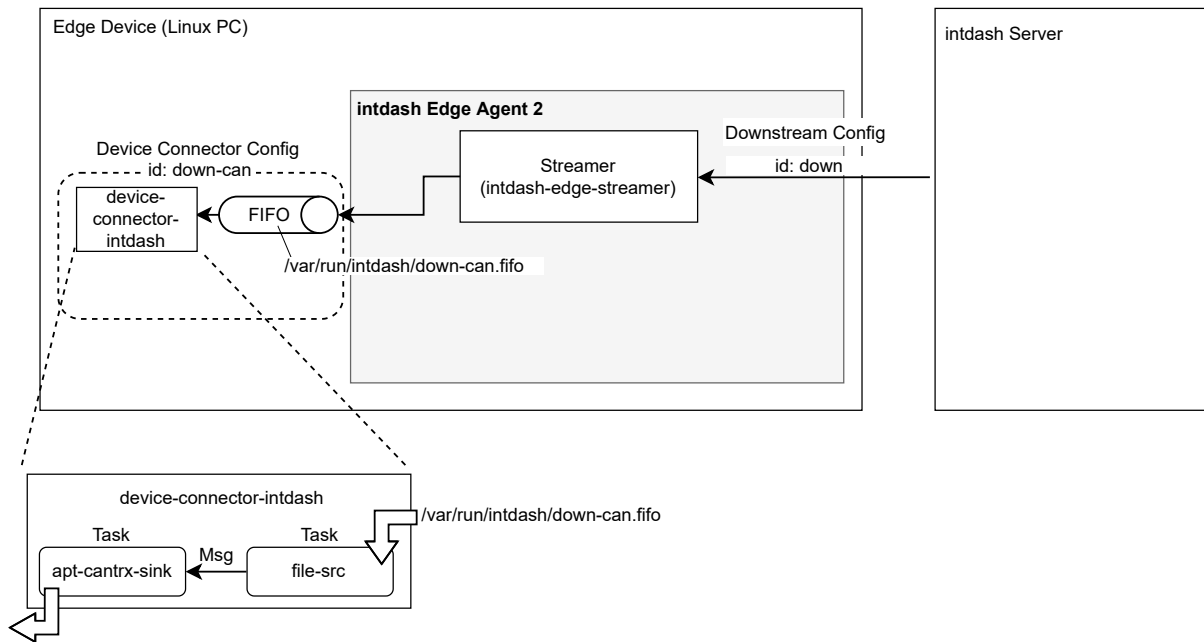 Edge Device (Linux PC)
intdash Server
intdash Edge Agent 2
Downstream Config
id: down
Streamer
(intdash-edge-streamer)
Device Connector Config
id: down-can
device-
connector-
intdash
FIFO
/var/run/intdash/down-can.fifo
device-connector-intdash
/var/run/intdash/down-can.fifo
Task
Task
Msg
apt-cantrx-sink
file-src